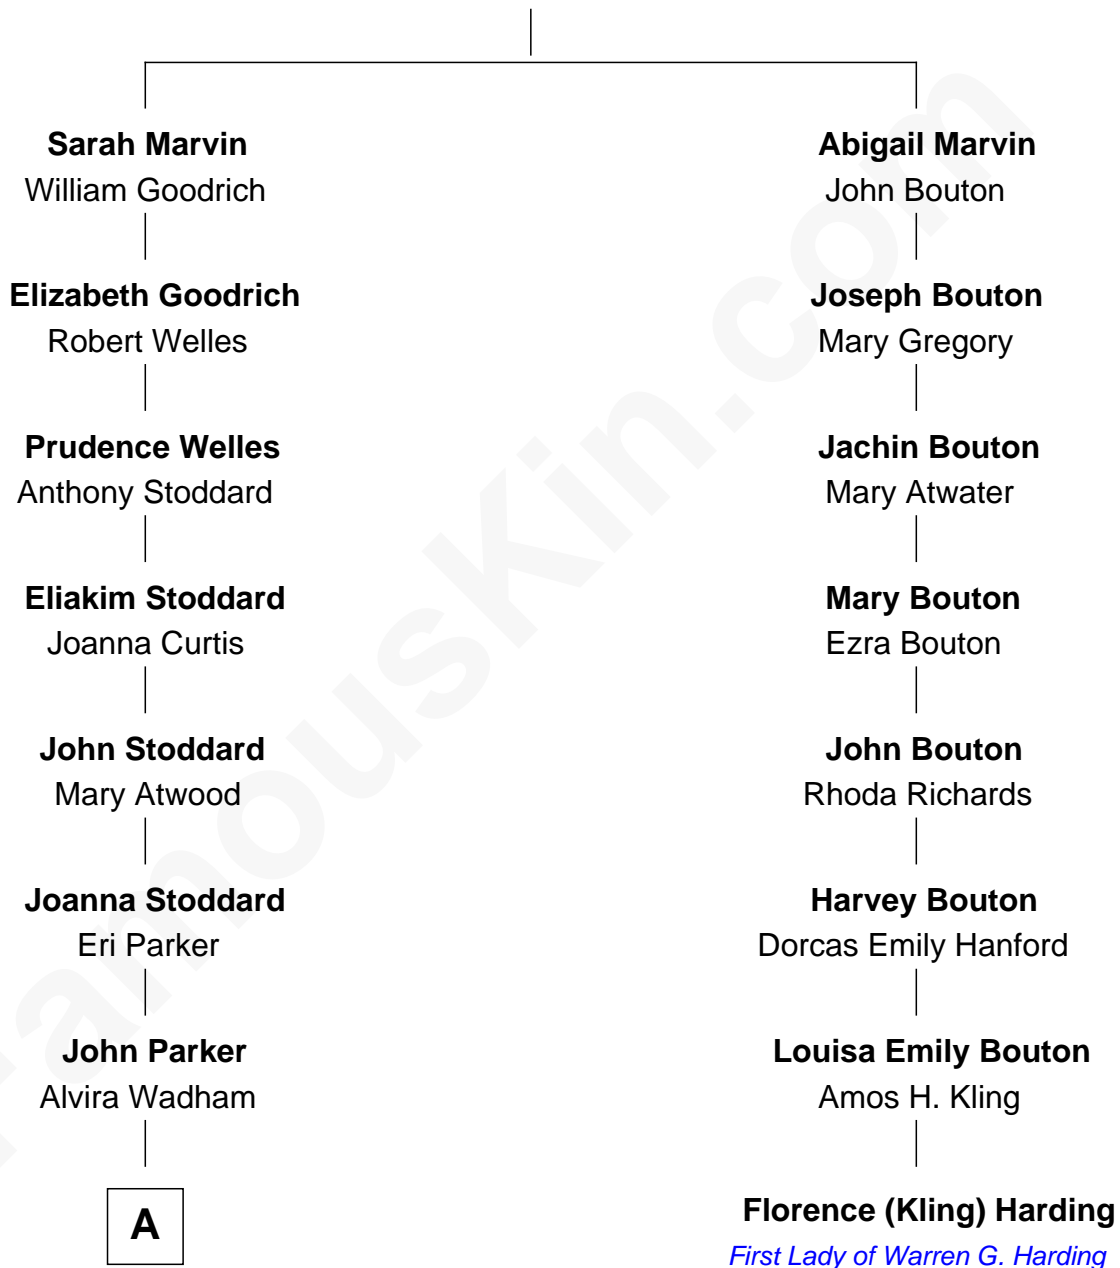 Sarah Marvin
William Goodrich
Elizabeth Goodrich
Robert Welles
Prudence Welles
Anthony Stoddard
Eliakim Stoddard
Joanna Curtis
John Stoddard
Mary Atwood
Joanna Stoddard
Eri Parker
John Parker
Alvira Wadham
A
Abigail Marvin
John Bouton
Joseph Bouton
Mary Gregory
Jachin Bouton
Mary Atwater
Mary Bouton
Ezra Bouton
John Bouton
Rhoda Richards
Harvey Bouton
Dorcas Emily Hanford
Louisa Emily Bouton
Amos H. Kling
Florence (Kling) Harding
First Lady of Warren G. Harding
FamousKin.com